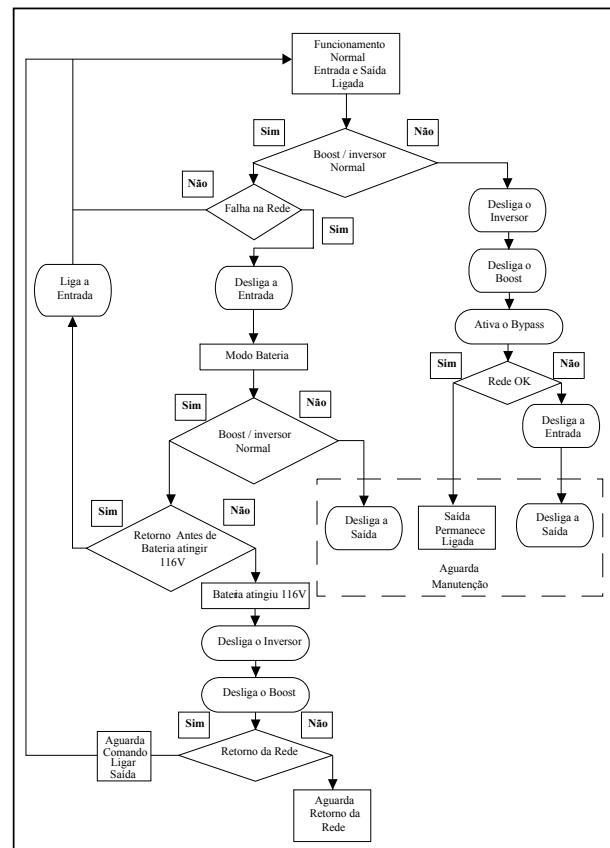 Funcionamento
Normal
Entrada e Saída
Ligada
Sim
Não
Boost / inversor
Normal
Não
Falha na Rede
Sim
Desliga o
Inversor
Liga a
Entrada
Desliga a
Entrada
Desliga o
Boost
Ativa o Bypass
Modo Bateria
Sim
Não
Rede OK
Sim
Não
Boost / inversor
Normal
Desliga a
Entrada
Sim
Não
Retorno Antes de
Bateria atingir
116V
Desliga a
Saída
Saída
Permanece
Ligada
Desliga a
Saída
Aguarda
Manutenção
Bateria atingiu 116V
Desliga o Inversor
Desliga o Boost
Sim
Não
Aguarda
Comando
Ligar
Saída
Retorno da Rede
Aguarda
Retorno da
Rede